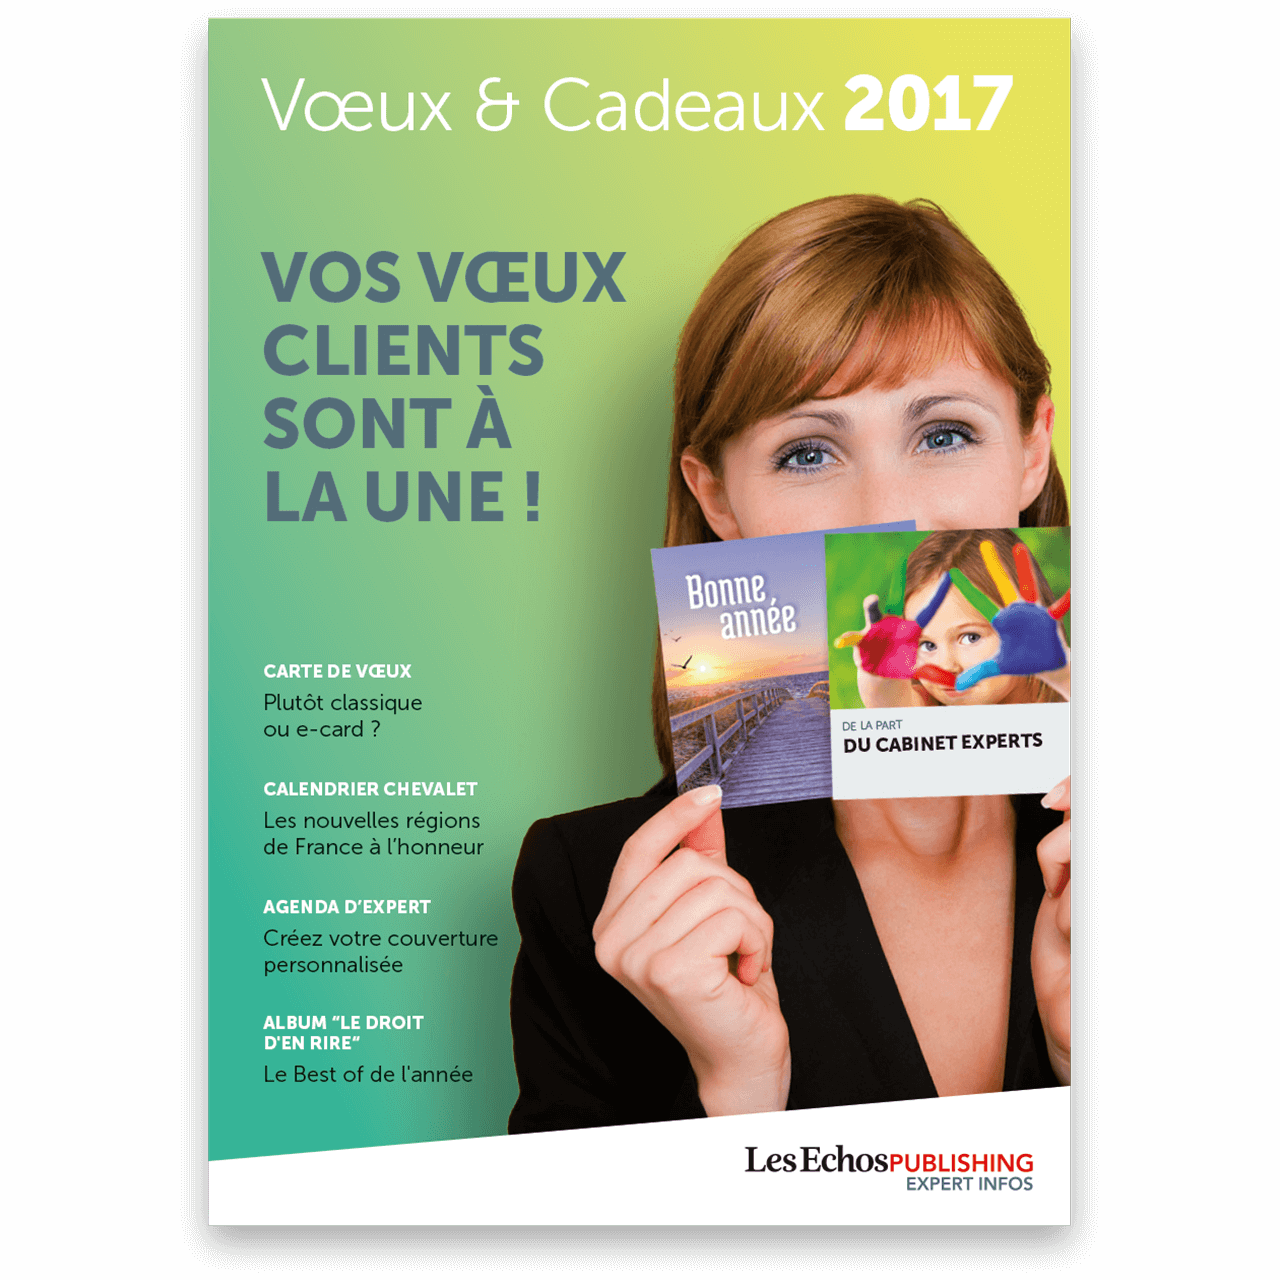 Vœux & Cadeaux 2017
VOS VŒUX
CLIENTS
SONT À
LA UNE !
CARTE DE VŒUX
Plutôt classique
ou e-card ?
CALENDRIER CHEVALET
Les nouvelles régions
de France à l’honneur
AGENDA D’EXPERT
Créez votre couverture
personnalisée
ALBUM “LE DROIT
D'EN RIRE”
Le Best of de l'année
Bonne
année
DE LA PART
DU CABINET EXPERTS
Les Echos PUBLISHING
EXPERT INFOS